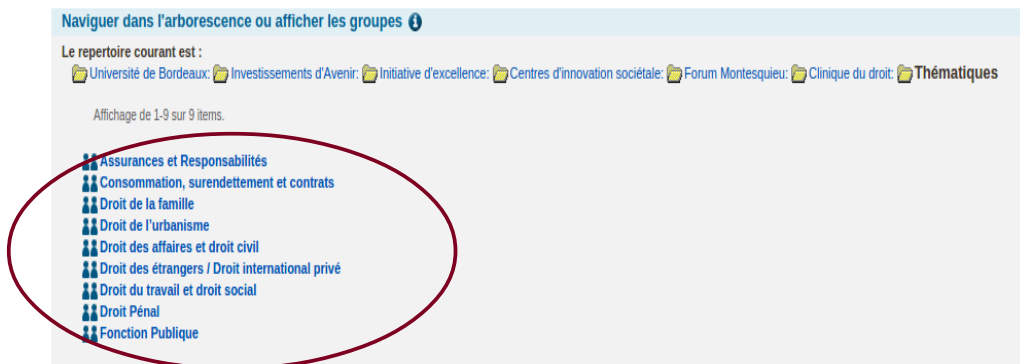 Naviguer dans l'arborescence ou afficher les groupes
Le repertoire courant est :
Université de Bordeaux: Investissements d'Avenir: Initiative d'excellence: Centres d'innovation sociétale: Forum Montesquieu: Clinique du droit: Thématiques
Affichage de 1-9 sur 9 items.
Assurances et Responsabilités
Consommation, surendettement et contrats
Droit de la famille
Droit de l'urbanisme
Droit des affaires et droit civil
Droit des étrangers / Droit international privé
Droit du travail et droit social
Droit Pénal
Fonction Publique